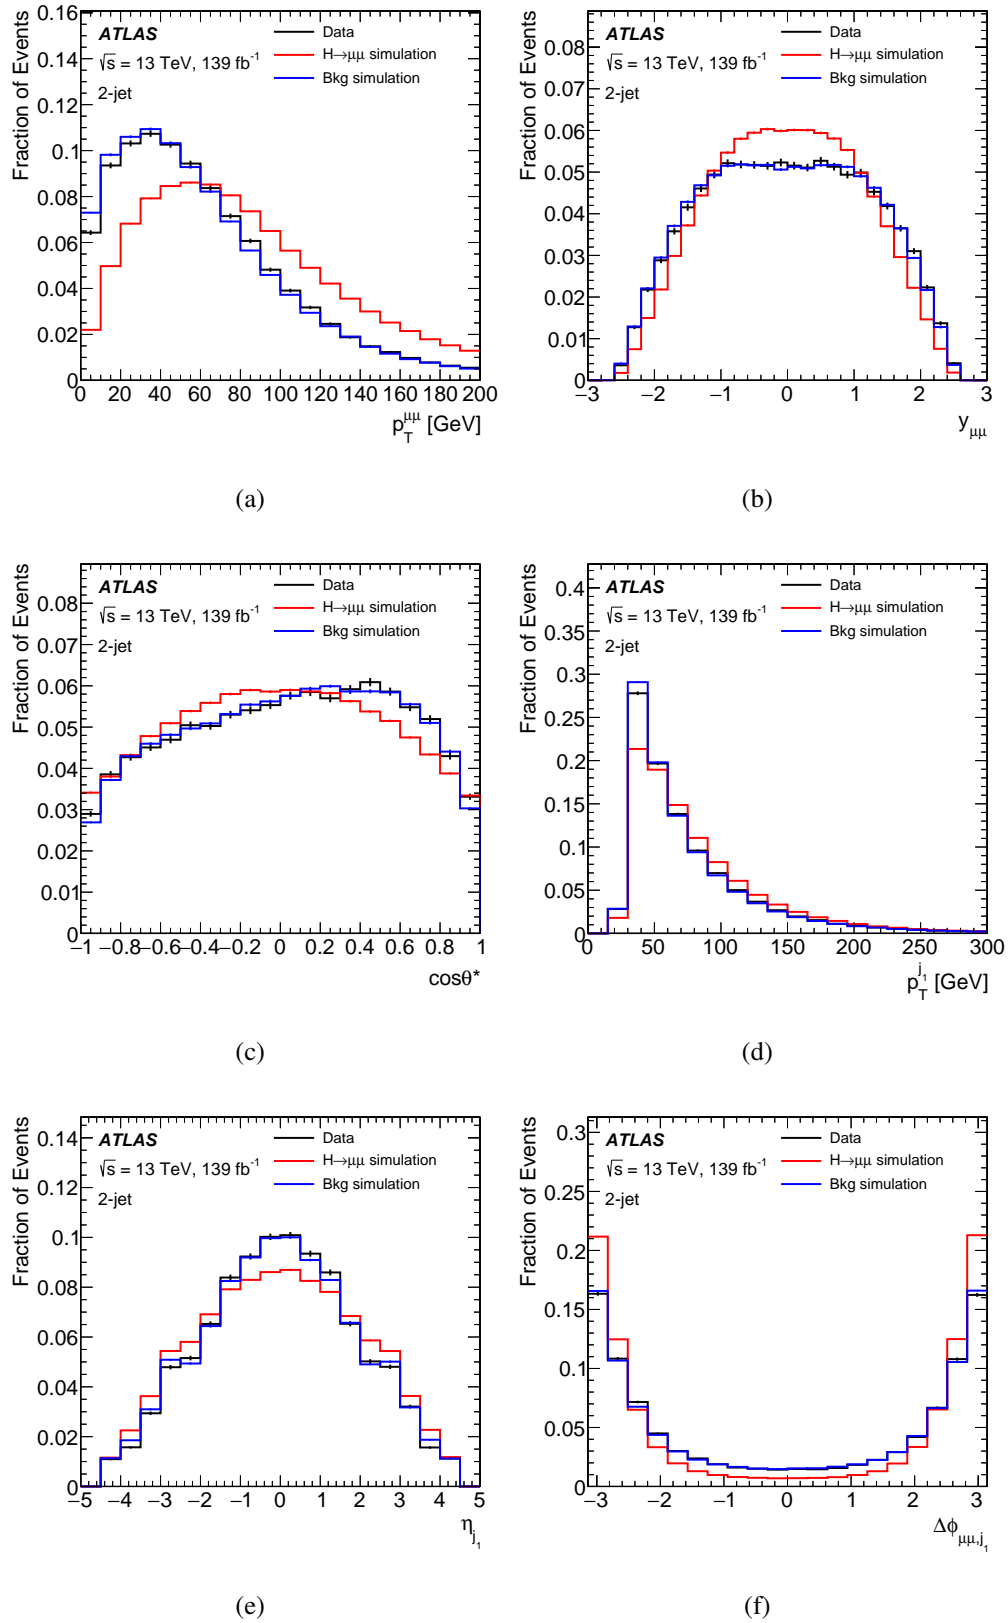 Fraction of Events
0.16
0.14
0.12
0.1
0.08
0.06
0.04
0.02
0
ATLAS
√s = 13 TeV, 139 fb⁻¹
2-jet
Data
H→μμ simulation
Bkg simulation
0 20 40 60 80 100 120 140 160 180 200
p_T^μμ [GeV]
(a)
Fraction of Events
0.08
0.07
0.06
0.05
0.04
0.03
0.02
0.01
0
ATLAS
√s = 13 TeV, 139 fb⁻¹
2-jet
Data
H→μμ simulation
Bkg simulation
−3 −2 −1 0 1 2 3
y_μμ
(b)
Fraction of Events
0.08
0.07
0.06
0.05
0.04
0.03
0.02
0.01
0
ATLAS
√s = 13 TeV, 139 fb⁻¹
2-jet
Data
H→μμ simulation
Bkg simulation
−1 −0.8 −0.6 −0.4 −0.2 0 0.2 0.4 0.6 0.8 1
cosθ*
(c)
Fraction of Events
0.4
0.35
0.3
0.25
0.2
0.15
0.1
0.05
0
ATLAS
√s = 13 TeV, 139 fb⁻¹
2-jet
Data
H→μμ simulation
Bkg simulation
0 50 100 150 200 250 300
p_T^j₁ [GeV]
(d)
Fraction of Events
0.14
0.12
0.1
0.08
0.06
0.04
0.02
0
ATLAS
√s = 13 TeV, 139 fb⁻¹
2-jet
Data
H→μμ simulation
Bkg simulation
−5 −4 −3 −2 −1 0 1 2 3 4 5
η_j₁
(e)
Fraction of Events
0.3
0.25
0.2
0.15
0.1
0.05
0
ATLAS
√s = 13 TeV, 139 fb⁻¹
2-jet
Data
H→μμ simulation
Bkg simulation
−3 −2 −1 0 1 2 3
Δϕ_μμ,j₁
(f)